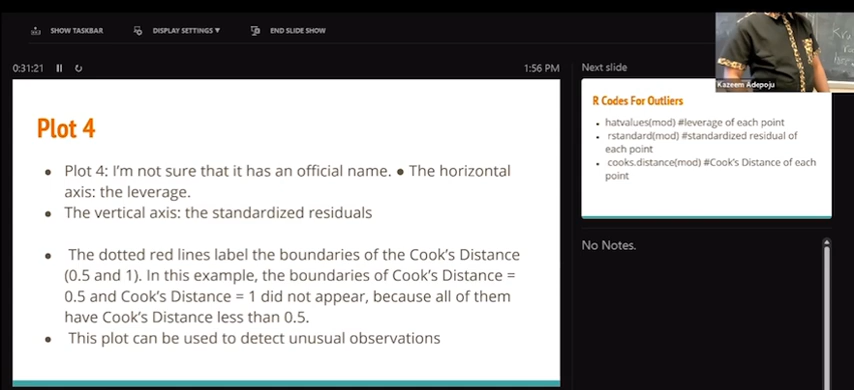 SHOW TASKBAR
DISPLAY SETTINGS ▼
END SLIDE SHOW
0:31:21
1:56 PM
Plot 4
• Plot 4: I'm not sure that it has an official name. ● The horizontal
axis: the leverage.
• The vertical axis: the standardized residuals
• The dotted red lines label the boundaries of the Cook's Distance
(0.5 and 1). In this example, the boundaries of Cook's Distance =
0.5 and Cook's Distance = 1 did not appear, because all of them
have Cook's Distance less than 0.5.
• This plot can be used to detect unusual observations
Next slide
Kazeem Adepoju
R Codes For Outliers
• hatvalues(mod) #leverage of each point
• rstandard(mod) #standardized residual of
each point
• cooks.distance(mod) #Cook's Distance of each
point
No Notes.